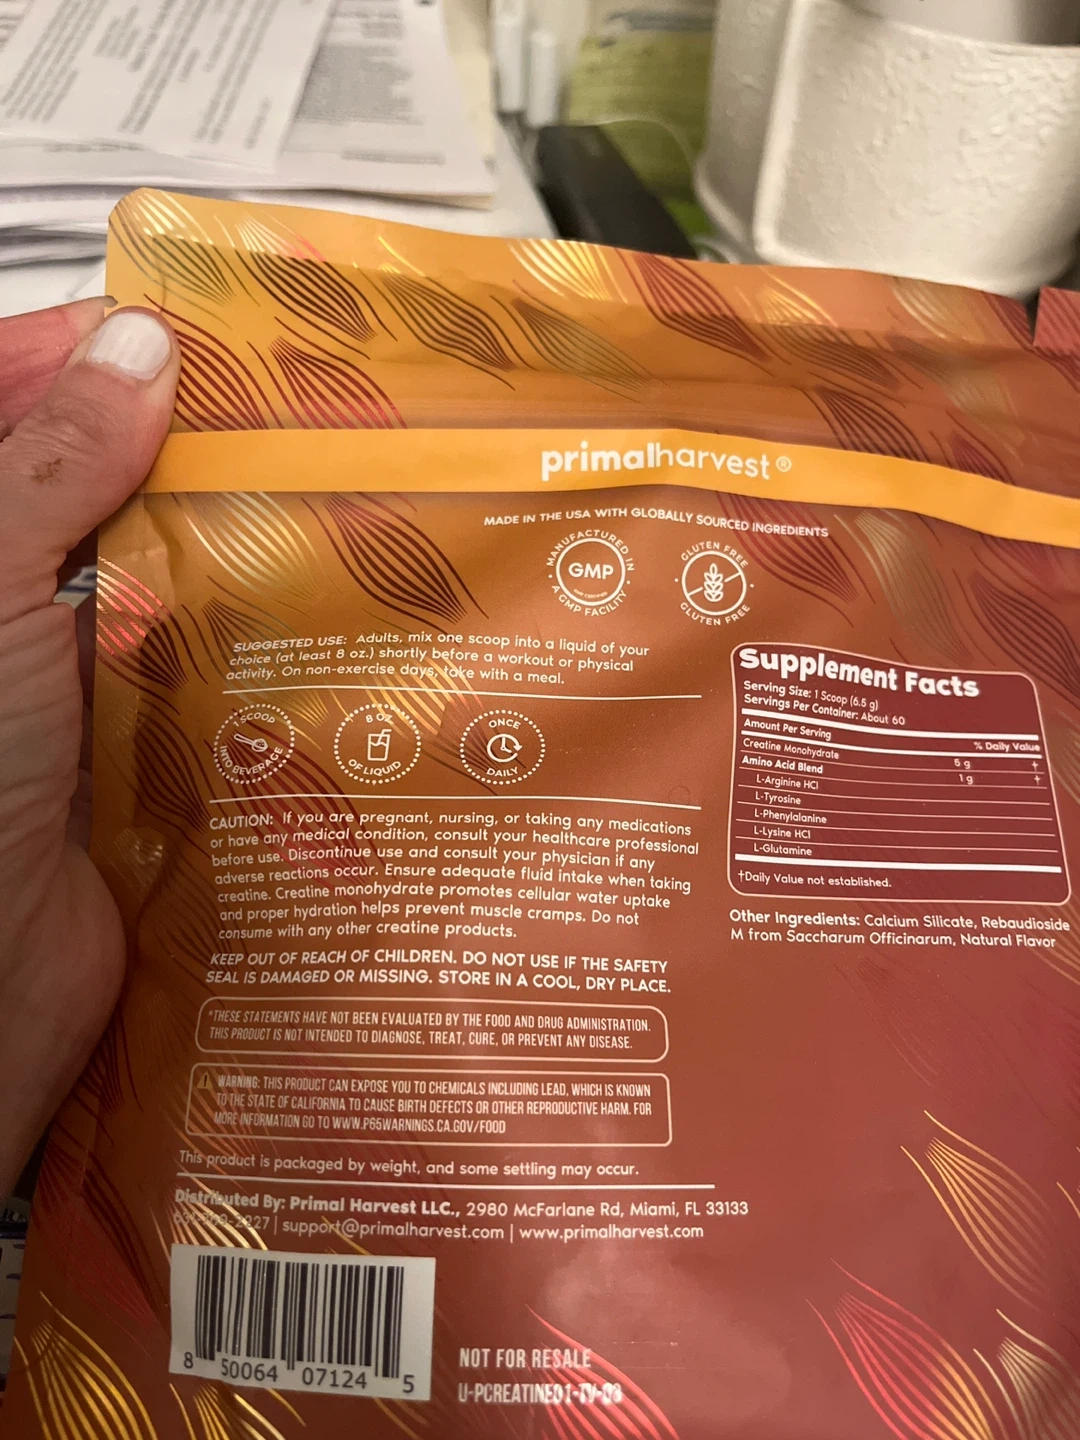 primalharvest®
MADE IN THE USA WITH GLOBALLY SOURCED INGREDIENTS
MANUFACTURED IN
GMP
A GMP FACILITY
GLUTEN FREE
GLUTEN FREE
SUGGESTED USE: Adults, mix one scoop into a liquid of your
choice (at least 8 oz.) shortly before a workout or physical
activity. On non-exercise days, take with a meal.
1 SCOOP
INTO BEVERAGE
8 OZ
OF LIQUID
ONCE
DAILY
CAUTION: If you are pregnant, nursing, or taking any medications
or have any medical condition, consult your healthcare professional
before use. Discontinue use and consult your physician if any
adverse reactions occur. Ensure adequate fluid intake when taking
creatine. Creatine monohydrate promotes cellular water uptake
and proper hydration helps prevent muscle cramps. Do not
consume with any other creatine products.
KEEP OUT OF REACH OF CHILDREN. DO NOT USE IF THE SAFETY
SEAL IS DAMAGED OR MISSING. STORE IN A COOL, DRY PLACE.
*THESE STATEMENTS HAVE NOT BEEN EVALUATED BY THE FOOD AND DRUG ADMINISTRATION.
THIS PRODUCT IS NOT INTENDED TO DIAGNOSE, TREAT, CURE, OR PREVENT ANY DISEASE.
WARNING: THIS PRODUCT CAN EXPOSE YOU TO CHEMICALS INCLUDING LEAD, WHICH IS KNOWN
TO THE STATE OF CALIFORNIA TO CAUSE BIRTH DEFECTS OR OTHER REPRODUCTIVE HARM. FOR
MORE INFORMATION GO TO WWW.P65WARNINGS.CA.GOV/FOOD
This product is packaged by weight, and some settling may occur.
Distributed By: Primal Harvest LLC., 2980 McFarlane Rd, Miami, FL 33133
| support@primalharvest.com | www.primalharvest.com
8 50064 07124 5
NOT FOR RESALE
U-PCREATINE01-TV-03
Supplement Facts
Serving Size: 1 Scoop (6.5 g)
Servings Per Container: About 60
Amount Per Serving
% Daily Value
Creatine Monohydrate 5 g †
Amino Acid Blend 1 g †
L-Arginine HCl
L-Tyrosine
L-Phenylalanine
L-Lysine HCl
L-Glutamine
†Daily Value not established.
Other Ingredients: Calcium Silicate, Rebaudioside
M from Saccharum Officinarum, Natural Flavor